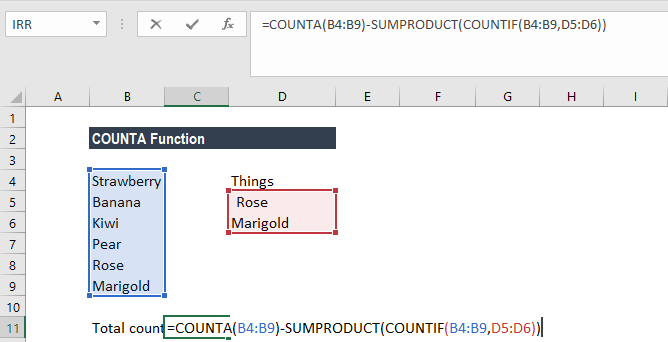 IRR fx =COUNTA(B4:B9)-SUMPRODUCT(COUNTIF(B4:B9,D5:D6))
A B C D E F G H I
1
2 COUNTA Function
3
4 Strawberry Things
5 Banana Rose
6 Kiwi Marigold
7 Pear
8 Rose
9 Marigold
10
11 Total count =COUNTA(B4:B9)-SUMPRODUCT(COUNTIF(B4:B9,D5:D6))